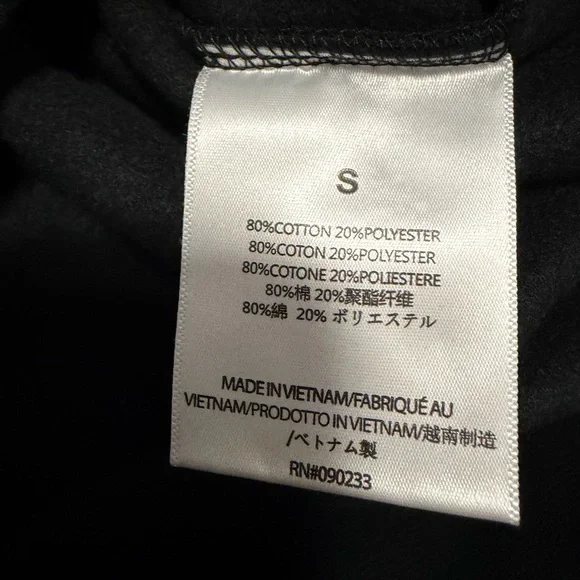 S
80%COTTON 20%POLYESTER
80%COTON 20%POLYESTER
80%COTONE 20%POLIESTERE
80%棉 20%聚酯纤维
80%綿 20% ポリエステル
MADE IN VIETNAM/FABRIQUÉ AU
VIETNAM/PRODOTTO IN VIETNAM/越南制造
/ベトナム製
RN#090233